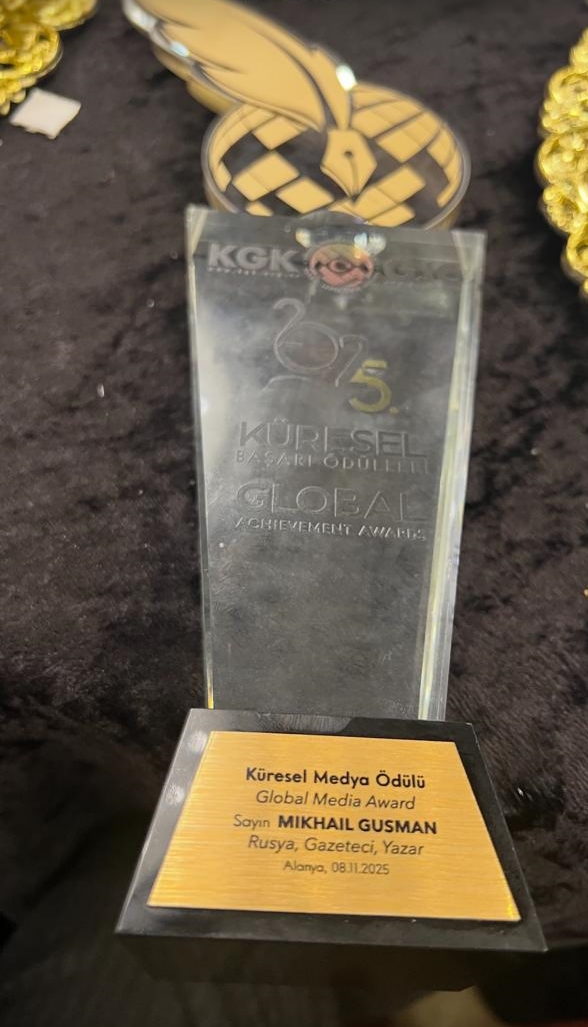 KGK
2025
KÜRESEL
BAŞARI ÖDÜLLERİ
GLOBAL
ACHIEVEMENT AWARDS
Küresel Medya Ödülü
Global Media Award
Sayın MIKHAIL GUSMAN
Rusya, Gazeteci, Yazar
Alanya, 08.11.2025